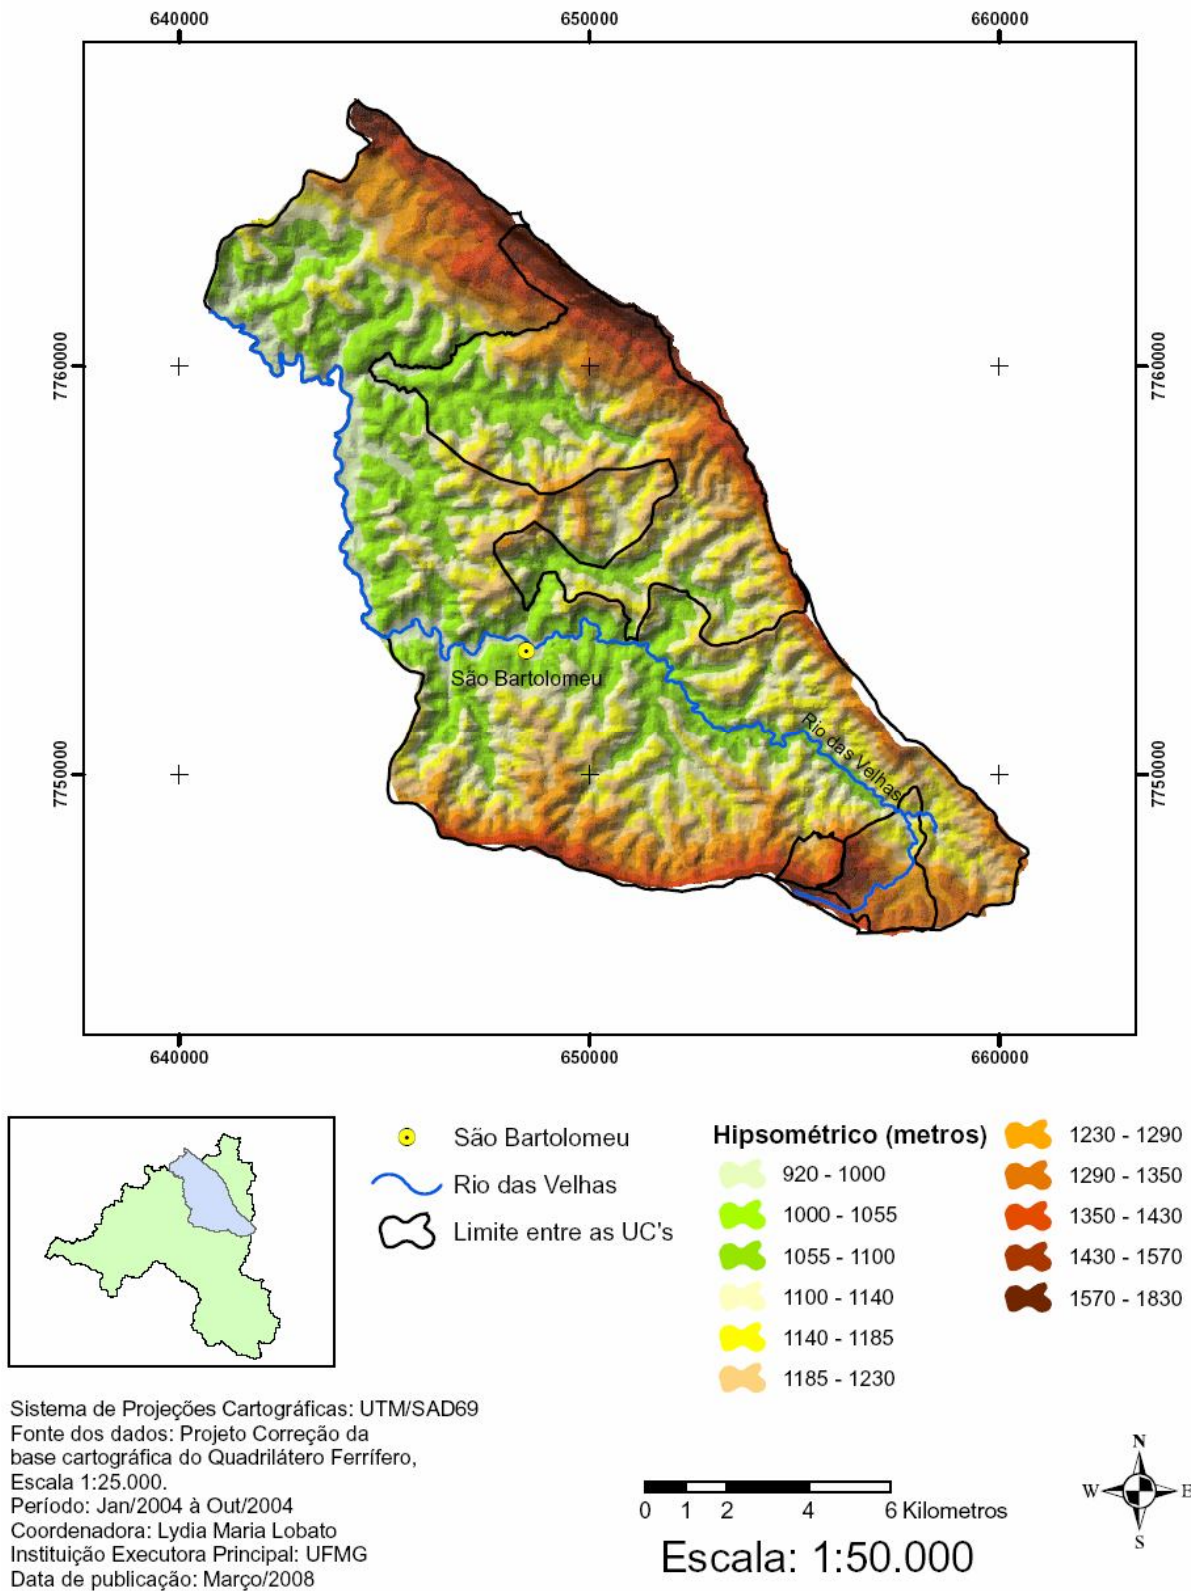 640000
650000
660000
7760000
7760000
São Bartolomeu
Rio das Velhas
7750000
7750000
640000
650000
660000
São Bartolomeu
Rio das Velhas
Limite entre as UC's
Hipsométrico (metros)
920 - 1000
1000 - 1055
1055 - 1100
1100 - 1140
1140 - 1185
1185 - 1230
1230 - 1290
1290 - 1350
1350 - 1430
1430 - 1570
1570 - 1830
Sistema de Projeções Cartográficas: UTM/SAD69
Fonte dos dados: Projeto Correção da
base cartográfica do Quadrilátero Ferrífero,
Escala 1:25.000.
Período: Jan/2004 à Out/2004
Coordenadora: Lydia Maria Lobato
Instituição Executora Principal: UFMG
Data de publicação: Março/2008
0 1 2 4 6 Kilometros
Escala: 1:50.000
N
W E
S